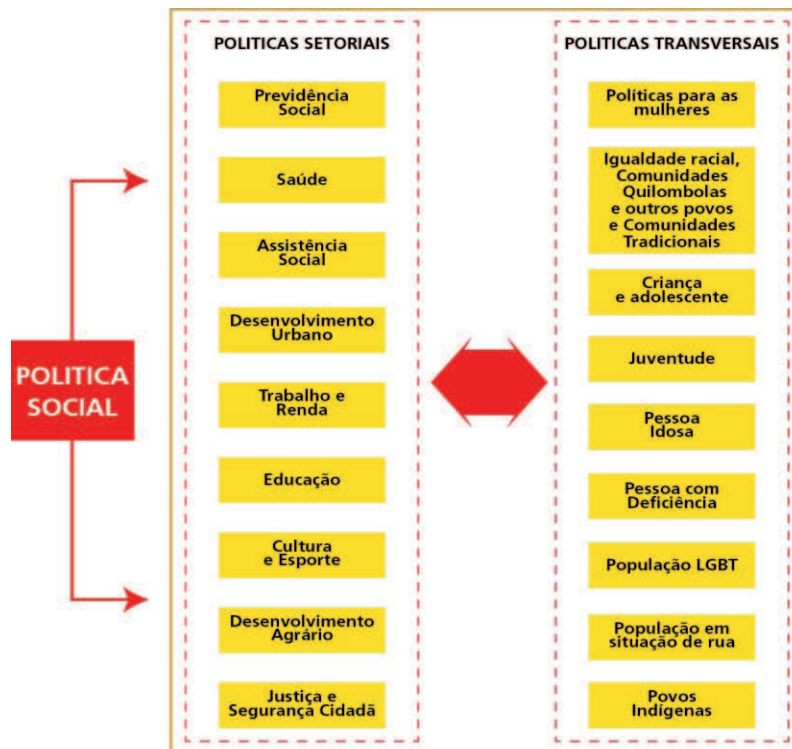 POLITICA
SOCIAL
POLITICAS SETORIAIS
Previdência
Social
Saúde
Assistência
Social
Desenvolvimento
Urbano
Trabalho e
Renda
Educação
Cultura
e Esporte
Desenvolvimento
Agrário
Justiça e
Segurança Cidadã
POLITICAS TRANSVERSAIS
Políticas para as
mulheres
Igualdade racial,
Comunidades
Quilombolas
e outros povos
e Comunidades
Tradicionais
Criança
e adolescente
Juventude
Pessoa
Idosa
Pessoa com
Deficiência
População LGBT
População em
situação de rua
Povos
Indígenas